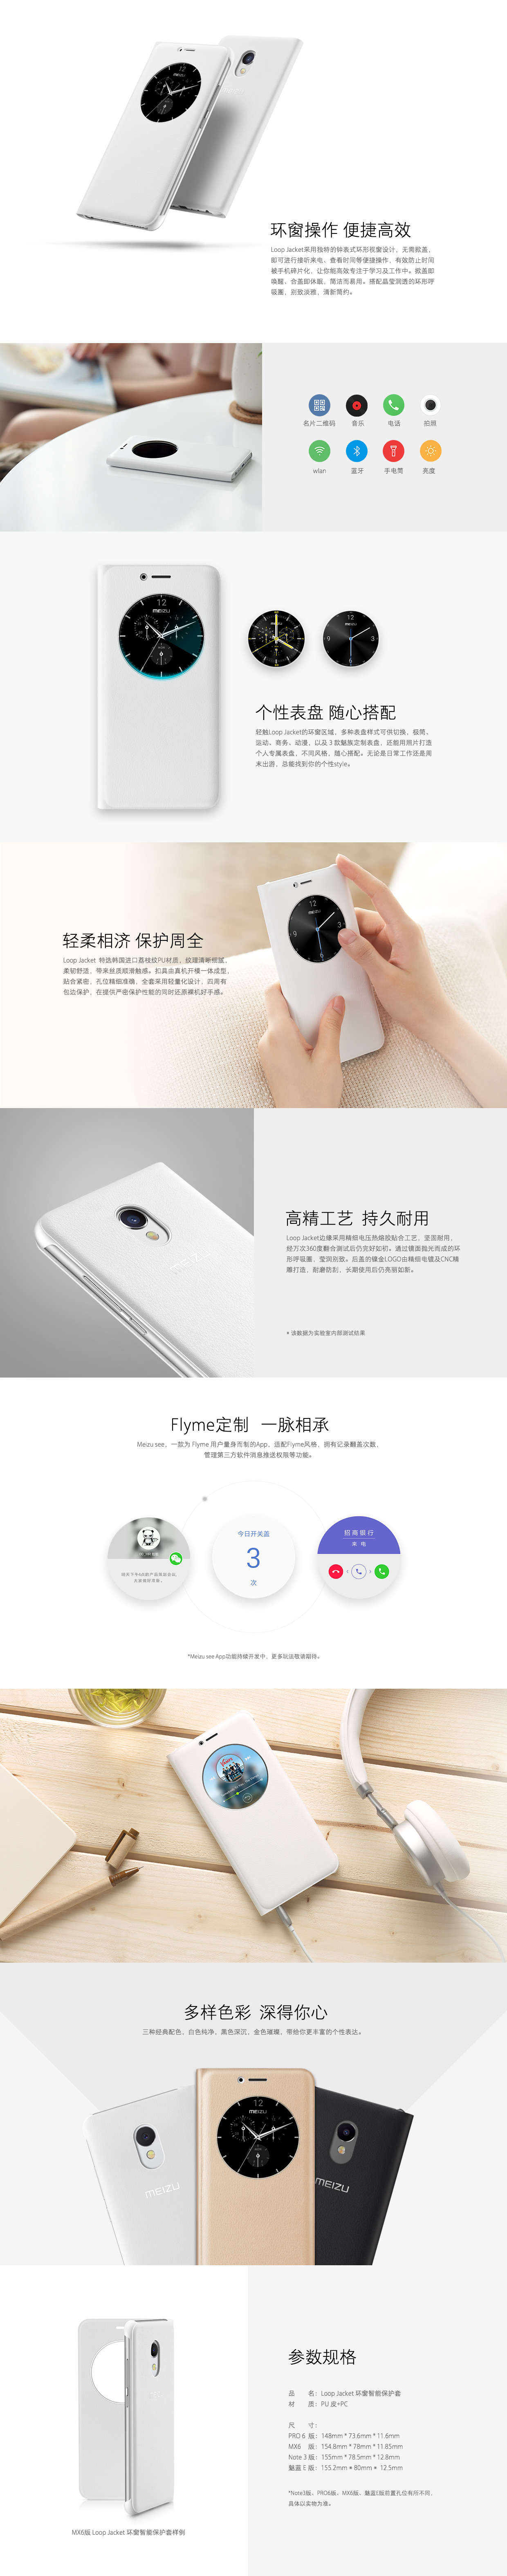 环窗操作 便捷高效
Loop Jacket采用独特的钟表式环形视窗设计，无需掀盖，
即可进行接听来电、查看时间等便捷操作，有效防止时间
被手机碎片化，让你能高效专注于学习及工作中。掀盖即
唤醒，合盖即休眠，简洁而易用。搭配晶莹润透的环形呼
吸圈，别致淡雅，清新简约。
名片二维码 音乐 电话 拍照
wlan 蓝牙 手电筒 亮度
12
MEIZU
12
MEIZU
9 3
个性表盘 随心搭配
轻触Loop Jacket的环窗区域，多种表盘样式可供切换，极简、
运动、商务、动漫，以及 3 款魅族定制表盘，还能用照片打造
个人专属表盘，不同风格，随心搭配。无论是日常工作还是周
末出游，总能找到你的个性style。
12
9 3
轻柔相济 保护周全
Loop Jacket 特选韩国进口荔枝纹PU材质，纹理清晰细腻，
柔韧舒适，带来丝质顺滑触感。扣具由真机开模一体成型，
贴合紧密，孔位精细准确，全套采用轻量化设计，四周有
包边保护，在提供严密保护性能的同时还原裸机好手感。
MEIZU
高精工艺 持久耐用
Loop Jacket边缘采用精细电压热熔胶贴合工艺，坚固耐用，
经万次360度翻合测试后仍完好如初。通过镜面抛光而成的环
形呼吸圈，莹润别致。后盖的镀金LOGO由精细电镀及CNC精
雕打造，耐磨防刮，长期使用后仍亮丽如新。
* 该数据为实验室内部测试结果
Flyme定制 一脉相承
Meizu see，一款为 Flyme 用户量身而制的App，适配Flyme风格，拥有记录翻盖次数，
管理第三方软件消息推送权限等功能。
今日开关盖
3
次
招商银行
来 电
*Meizu see App功能持续开发中，更多玩法敬请期待。
多样色彩 深得你心
三种经典配色，白色纯净，黑色深沉，金色璀璨，带给你更丰富的个性表达。
12
MEIZU
MEIZU
MEIZU
参数规格
品 名：Loop Jacket 环窗智能保护套
材 质：PU 皮+PC
尺 寸：
PRO 6 版：148mm * 73.6mm * 11.6mm
MX6 版：154.8mm * 78mm * 11.85mm
Note 3 版：155mm * 78.5mm * 12.8mm
魅蓝 E 版：155.2mm * 80mm * 12.5mm
*Note3版、PRO6版、MX6版、魅蓝E版前置孔位有所不同，
具体以实物为准。
MX6版 Loop Jacket 环窗智能保护套样例